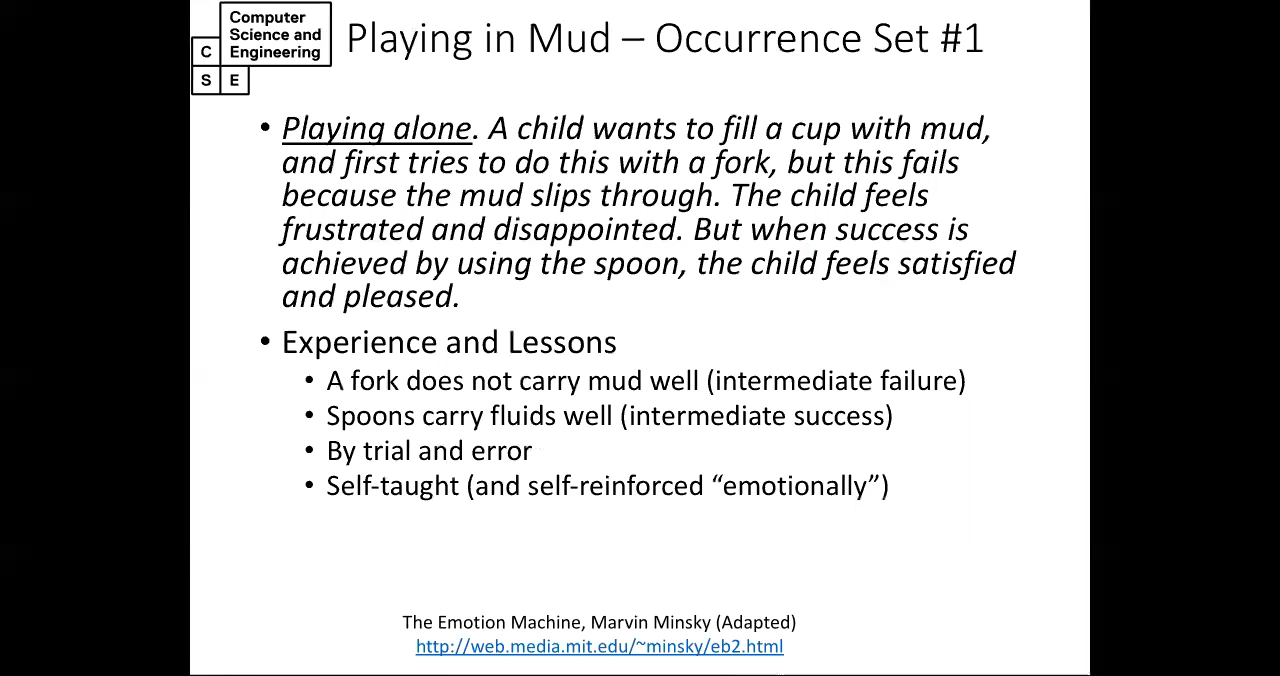 Computer
Science and
Engineering
C
S E
Playing in Mud – Occurrence Set #1
• Playing alone. A child wants to fill a cup with mud,
and first tries to do this with a fork, but this fails
because the mud slips through. The child feels
frustrated and disappointed. But when success is
achieved by using the spoon, the child feels satisfied
and pleased.
• Experience and Lessons
• A fork does not carry mud well (intermediate failure)
• Spoons carry fluids well (intermediate success)
• By trial and error
• Self-taught (and self-reinforced “emotionally”)
The Emotion Machine, Marvin Minsky (Adapted)
http://web.media.mit.edu/~minsky/eb2.html